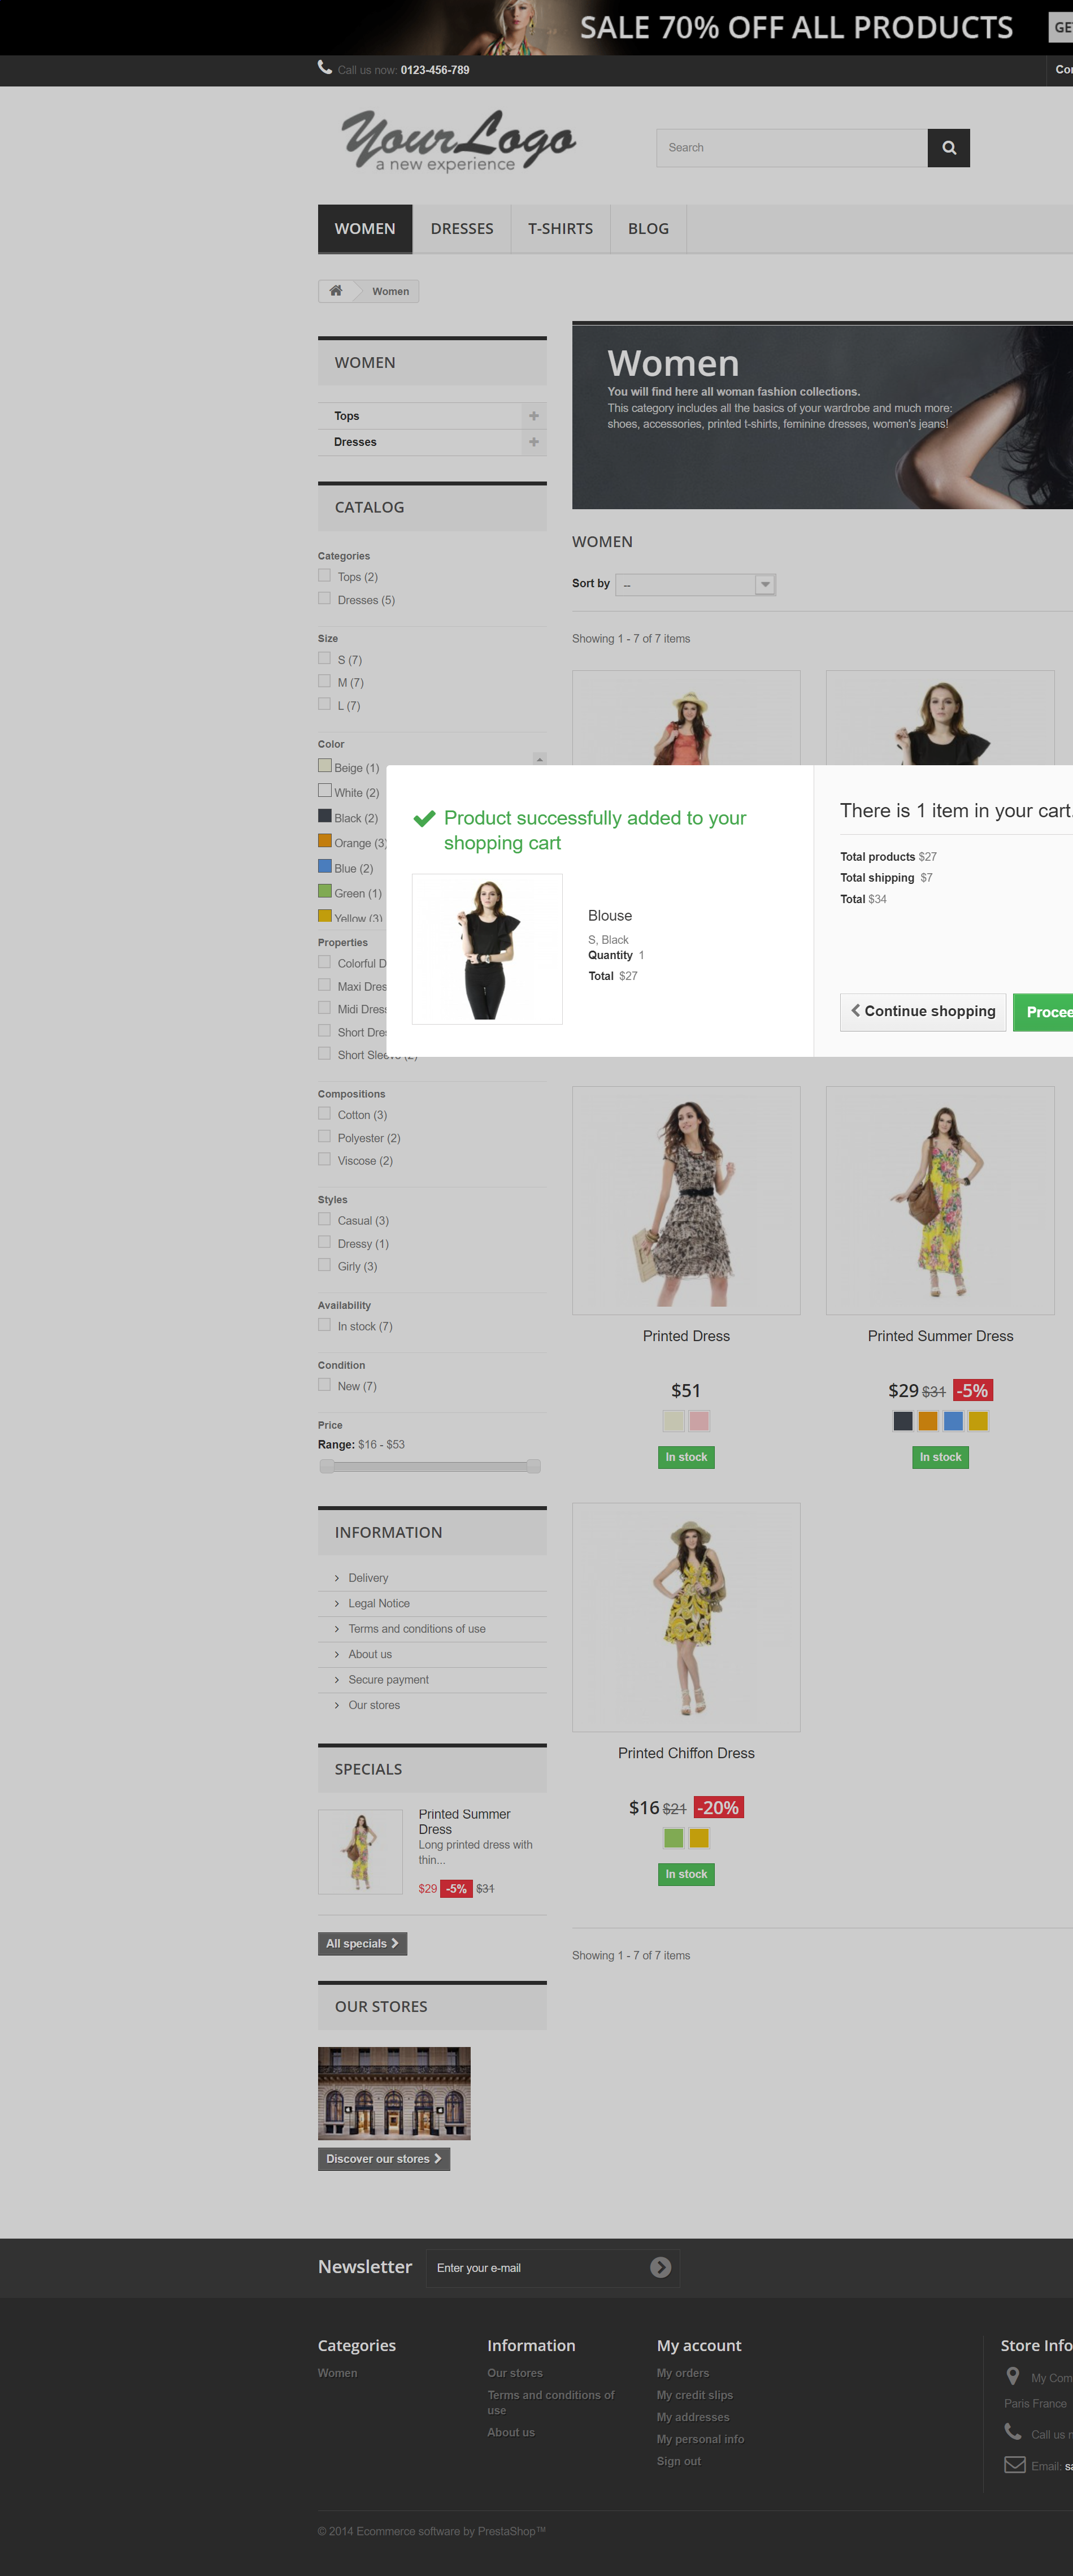 SALE 70% OFF ALL PRODUCTS
Call us now: 0123-456-789
YourLogo
a new experience
Search
WOMEN
DRESSES
T-SHIRTS
BLOG
Women
WOMEN
Tops
Dresses
Women
You will find here all woman fashion collections.
This category includes all the basics of your wardrobe and much more:
shoes, accessories, printed t-shirts, feminine dresses, women's jeans!
CATALOG
Categories
Tops (2)
Dresses (5)
Size
S (7)
M (7)
L (7)
Color
Beige (1)
White (2)
Black (2)
Orange (3)
Blue (2)
Green (1)
Yellow (3)
Properties
Colorful D
Maxi Dres
Midi Dress
Short Dre
Short Sleeve (2)
Compositions
Cotton (3)
Polyester (2)
Viscose (2)
Styles
Casual (3)
Dressy (1)
Girly (3)
Availability
In stock (7)
Condition
New (7)
Price
Range: $16 - $53
INFORMATION
Delivery
Legal Notice
Terms and conditions of use
About us
Secure payment
Our stores
SPECIALS
Printed Summer
Dress
Long printed dress with
thin...
$29 -5% $31
All specials
OUR STORES
Discover our stores
WOMEN
Sort by --
Showing 1 - 7 of 7 items
Product successfully added to your
shopping cart
Blouse
S, Black
Quantity 1
Total $27
There is 1 item in your cart.
Total products $27
Total shipping $7
Total $34
Continue shopping
Procee
Printed Dress
$51
In stock
Printed Summer Dress
$29 $31 -5%
In stock
Printed Chiffon Dress
$16 $21 -20%
In stock
Showing 1 - 7 of 7 items
Newsletter
Enter your e-mail
Categories
Women
Information
Our stores
Terms and conditions of
use
About us
My account
My orders
My credit slips
My addresses
My personal info
Sign out
Store Info
My Com
Paris France
Call us
Email:
© 2014 Ecommerce software by PrestaShop™